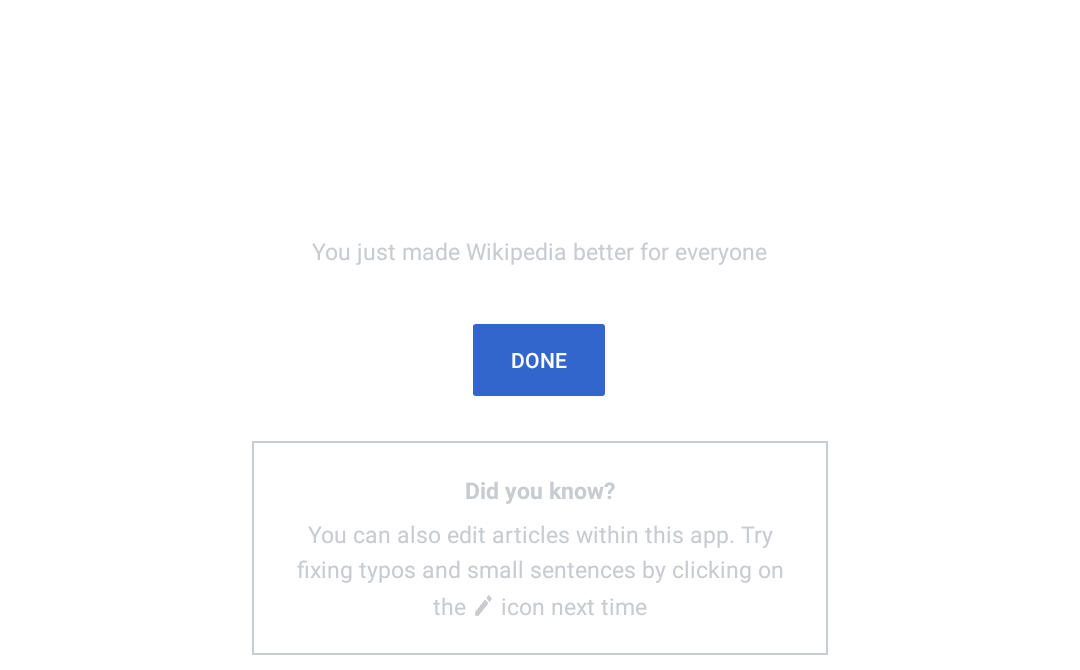 You just made Wikipedia better for everyone
DONE
Did you know?
You can also edit articles within this app. Try
fixing typos and small sentences by clicking on
the icon next time